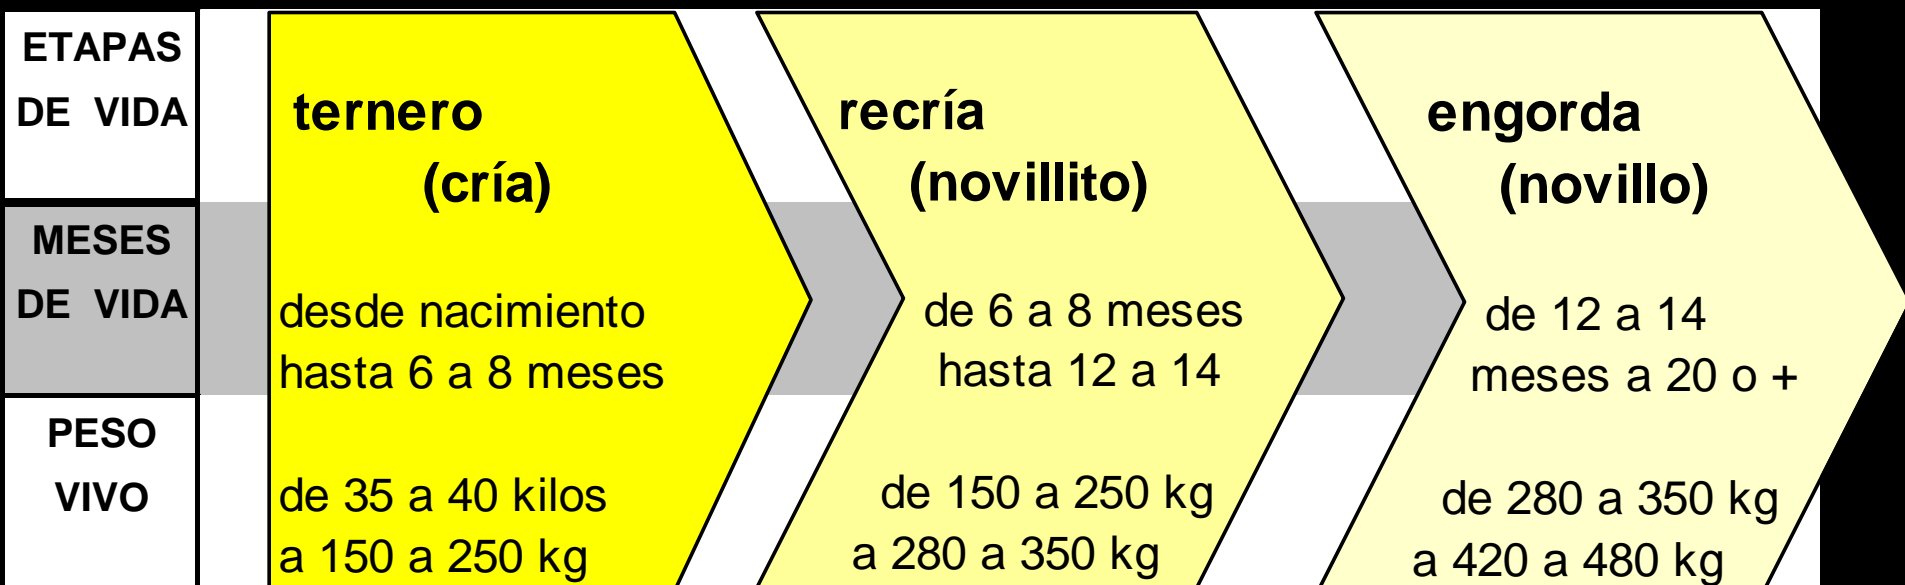 ETAPAS
DE VIDA
ternero
(cría)
recría
(novillito)
engorda
(novillo)
MESES
DE VIDA
desde nacimiento
hasta 6 a 8 meses
de 6 a 8 meses
hasta 12 a 14
de 12 a 14
meses a 20 o +
PESO
VIVO
de 35 a 40 kilos
a 150 a 250 kg
de 150 a 250 kg
a 280 a 350 kg
de 280 a 350 kg
a 420 a 480 kg